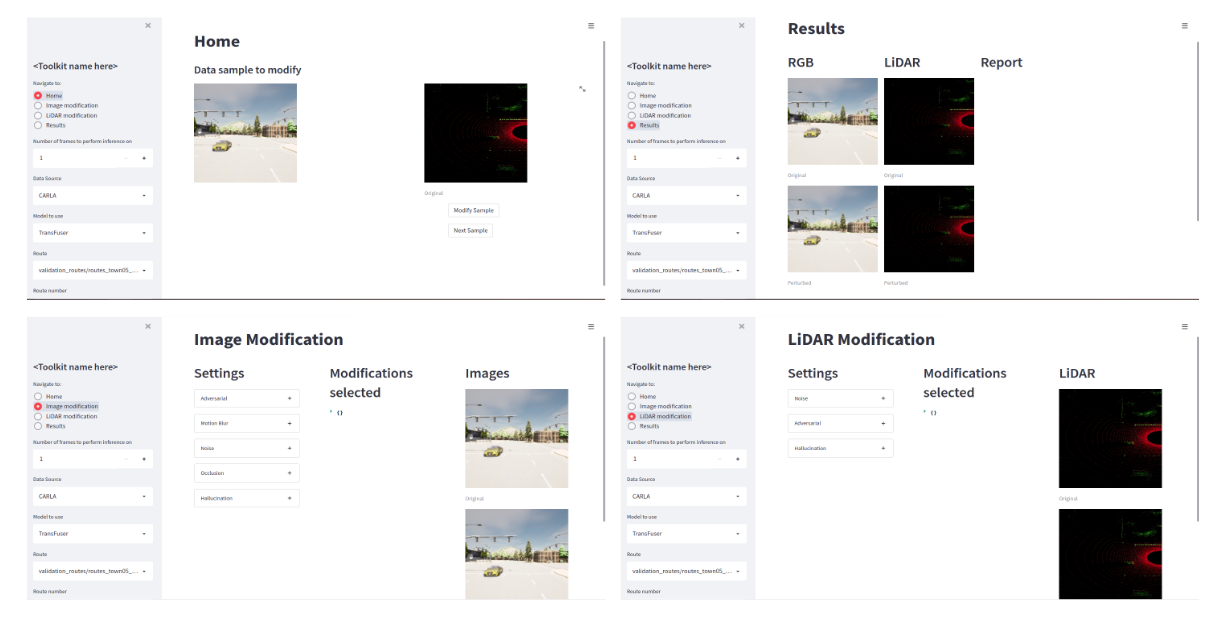 Home
<Toolkit name here>
Data sample to modify
Navigate to:
Home
Image modification
LiDAR modification
Results
Number of frames to perform inference on
1
Data Source
CARLA
Original
Model to use
Modify Sample
TransFuser
Next Sample
Route
validation_routes/routes_town05_...
Route number
Results
<Toolkit name here>
RGB
LiDAR
Report
Navigate to:
Home
Image modification
LiDAR modification
Results
Number of frames to perform inference on
1
Data Source
Original
Original
CARLA
Model to use
TransFuser
Route
validation_routes/routes_town05_...
Perturbed
Perturbed
Route number
Image Modification
<Toolkit name here>
Settings
Modifications
selected
Images
Navigate to:
Home
Image modification
LiDAR modification
Results
Adversarial
{}
Motion Blur
Number of frames to perform inference on
Noise
1
Occlusion
Data Source
CARLA
Hallucination
Original
Model to use
TransFuser
Route
validation_routes/routes_town05_...
Route number
LiDAR Modification
<Toolkit name here>
Settings
Modifications
selected
LiDAR
Navigate to:
Home
Image modification
LiDAR modification
Results
Noise
{}
Adversarial
Number of frames to perform inference on
Hallucination
1
Data Source
CARLA
Original
Model to use
TransFuser
Route
validation_routes/routes_town05_...
Route number